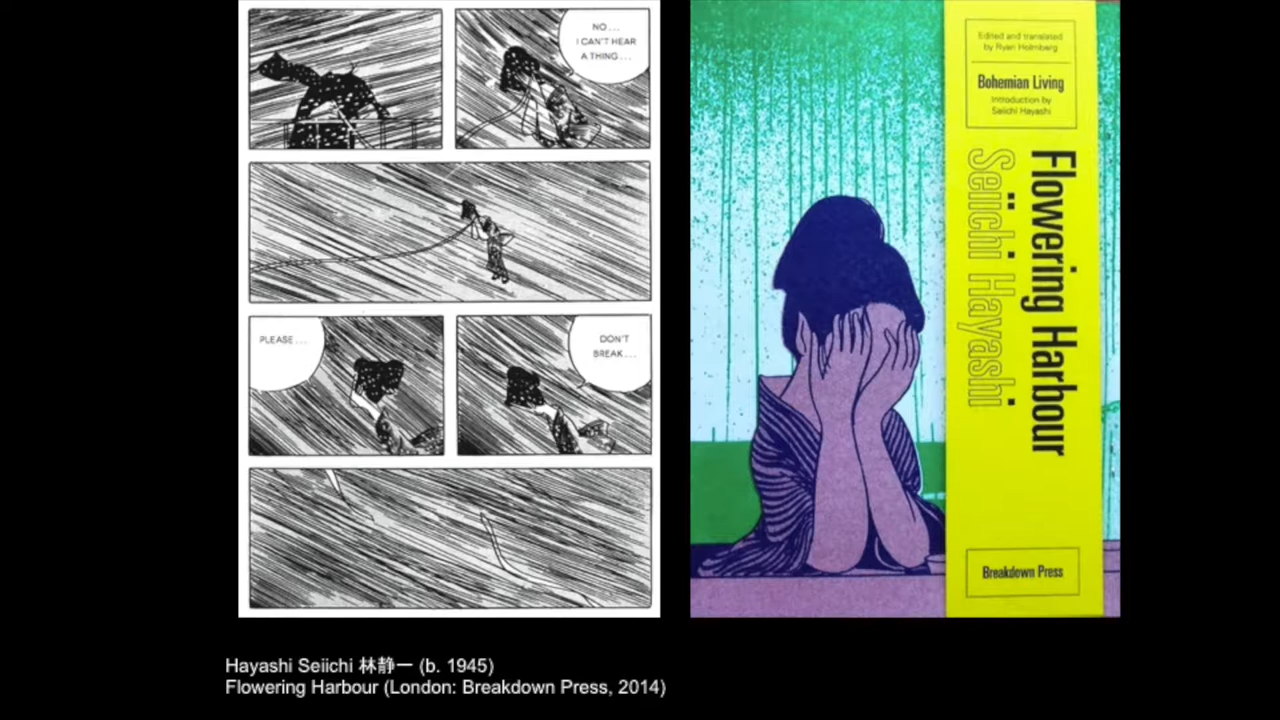 NO...
I CAN'T HEAR
A THING...
PLEASE...
DON'T
BREAK...
Edited and translated
by Ryan Holmberg
Bohemian Living
Introduction by
Seiichi Hayashi
Flowering Harbour
Seiichi Hayashi
Breakdown Press
Hayashi Seiichi 林静一 (b. 1945)
Flowering Harbour (London: Breakdown Press, 2014)